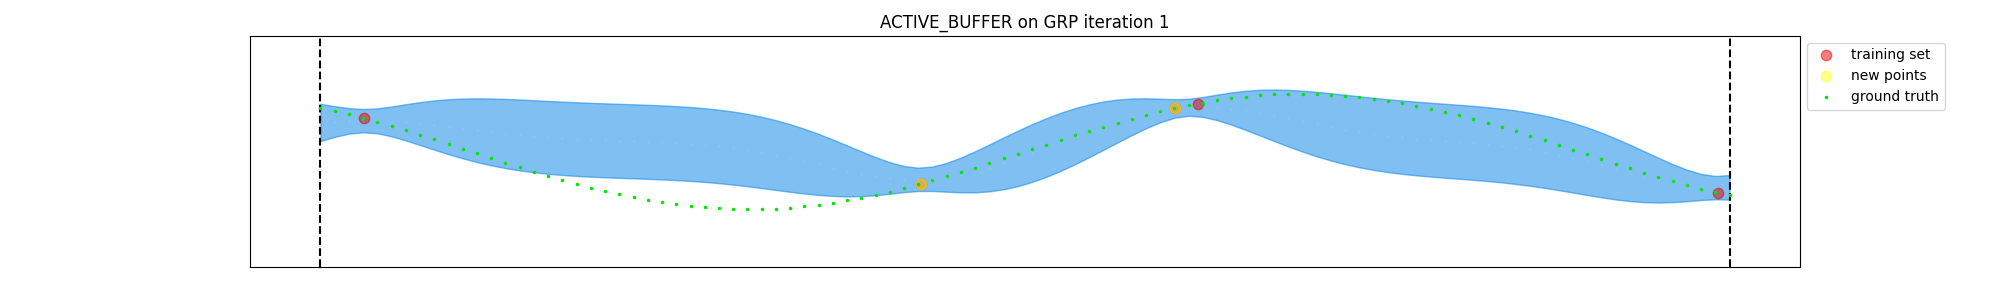 ACTIVE_BUFFER on GRP iteration 1
training set
new points
ground truth